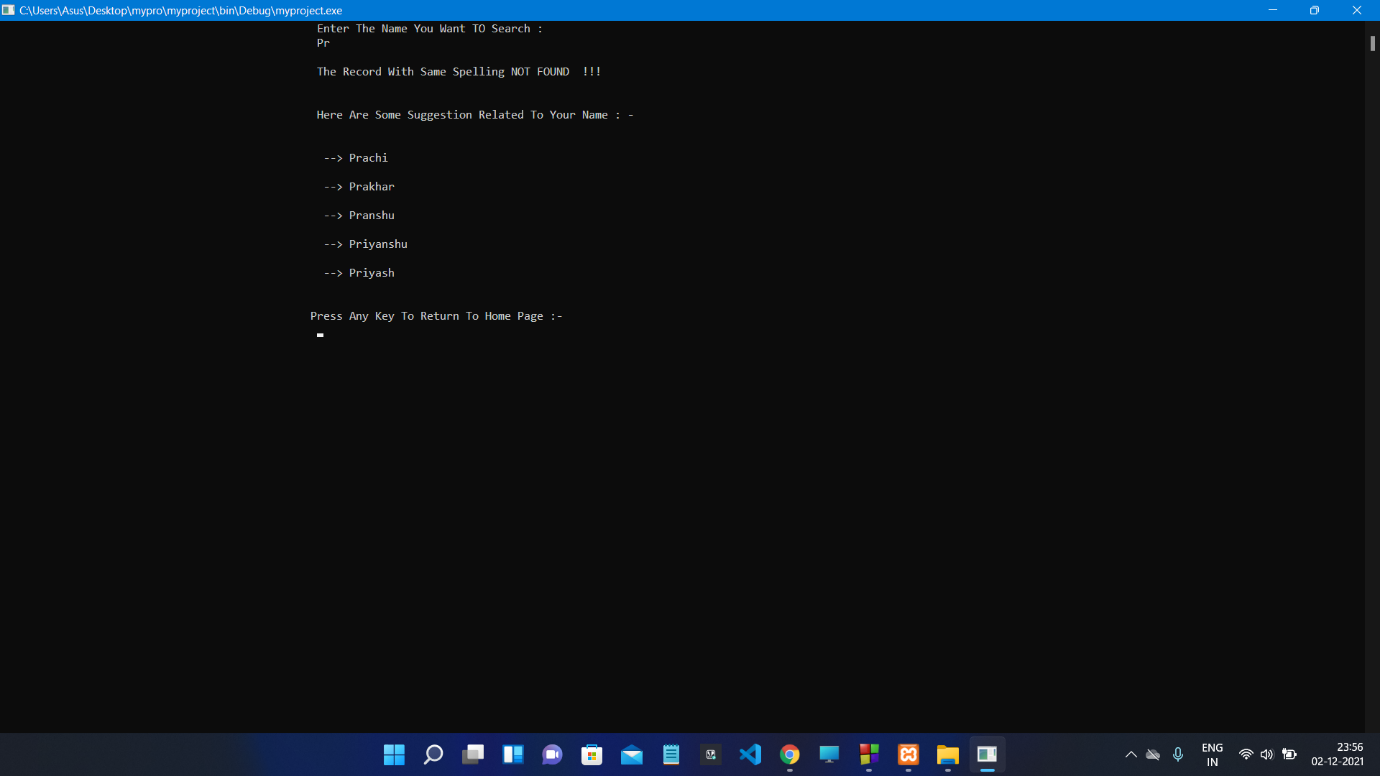 C:\Users\Asus\Desktop\mypro\myproject\bin\Debug\myproject.exe
Enter The Name You Want TO Search :
Pr
The Record With Same Spelling NOT FOUND  !!!
Here Are Some Suggestion Related To Your Name : -
--> Prachi
--> Prakhar
--> Pranshu
--> Priyanshu
--> Priyash
Press Any Key To Return To Home Page :-
ENG
IN
23:56
02-12-2021